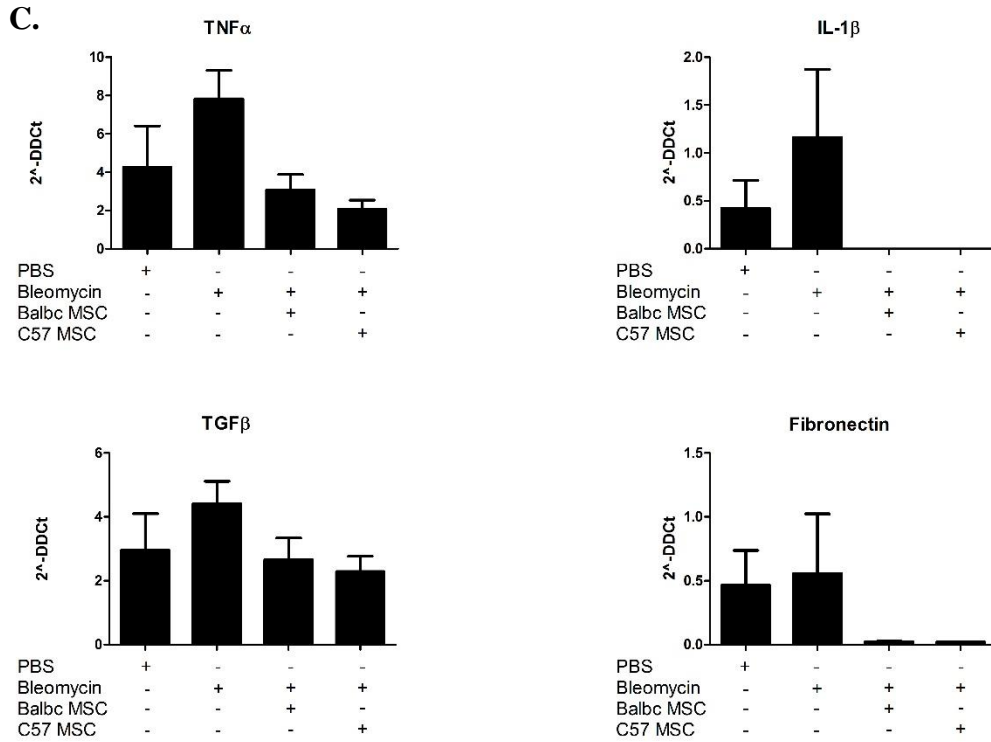 C.
TNFα
2^-DDCt
10
8
6
4
2
0
PBS + - - -
Bleomycin - + + +
Balbc MSC - - + -
C57 MSC - - - +
IL-1β
2^-DDCt
2.0
1.5
1.0
0.5
0.0
PBS + - - -
Bleomycin - + + +
Balbc MSC - - + -
C57 MSC - - - +
TGFβ
2^-DDCt
6
4
2
0
PBS + - - -
Bleomycin - + + +
Balbc MSC - - + -
C57 MSC - - - +
Fibronectin
2^-DDCt
1.5
1.0
0.5
0.0
PBS + - - -
Bleomycin - + + +
Balbc MSC - - + -
C57 MSC - - - +